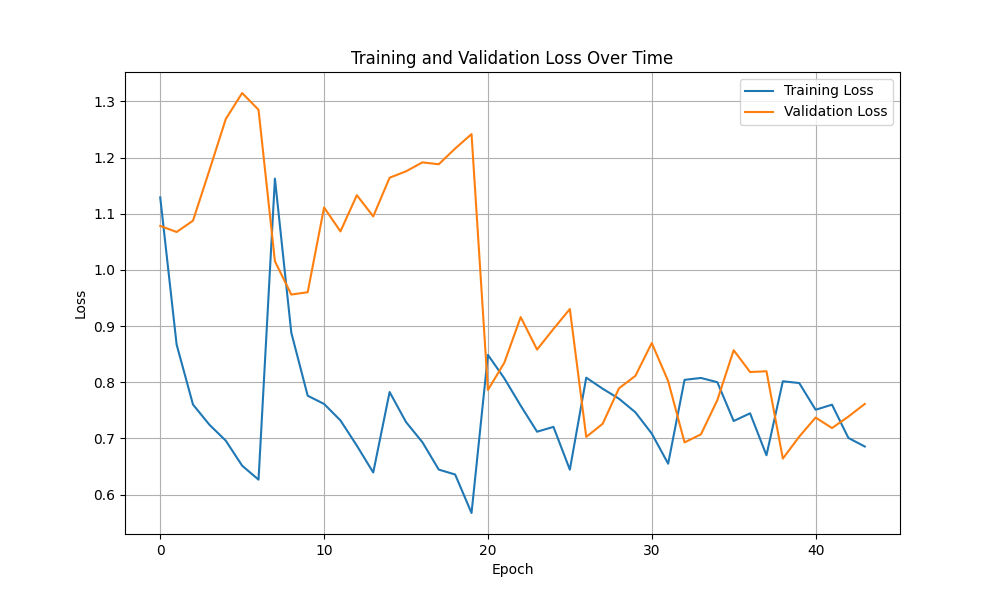 Training and Validation Loss Over Time
Training Loss
Validation Loss
1.3
1.2
1.1
1.0
0.9
0.8
0.7
0.6
Loss
0 10 20 30 40
Epoch